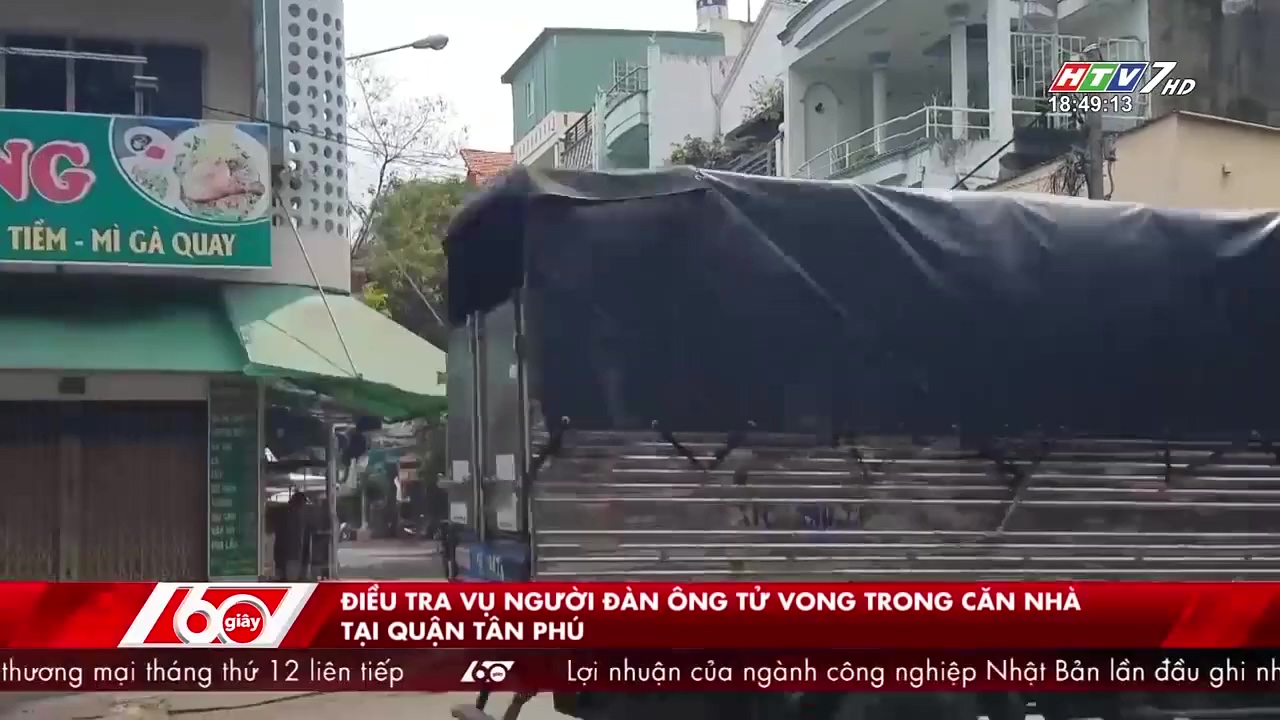 HTV7 HD
18:49:13
NG
TIỀM - MÌ GÀ QUAY
60 giây
ĐIỀU TRA VỤ NGƯỜI ĐÀN ÔNG TỬ VONG TRONG CĂN NHÀ
TẠI QUẬN TÂN PHÚ
thương mại tháng thứ 12 liên tiếp
60 giây
Lợi nhuận của ngành công nghiệp Nhật Bản lần đầu ghi nh